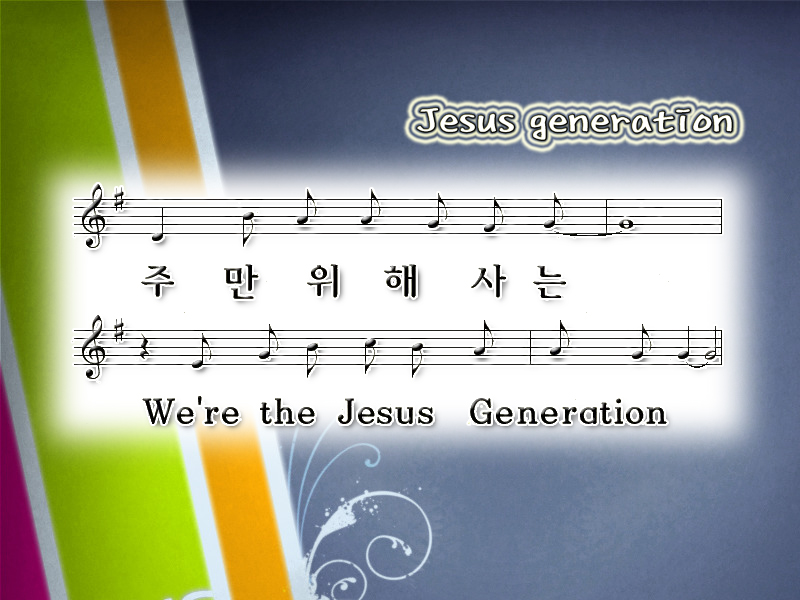 Jesus generation
주 만 위 해 사 는
We're the Jesus Generation